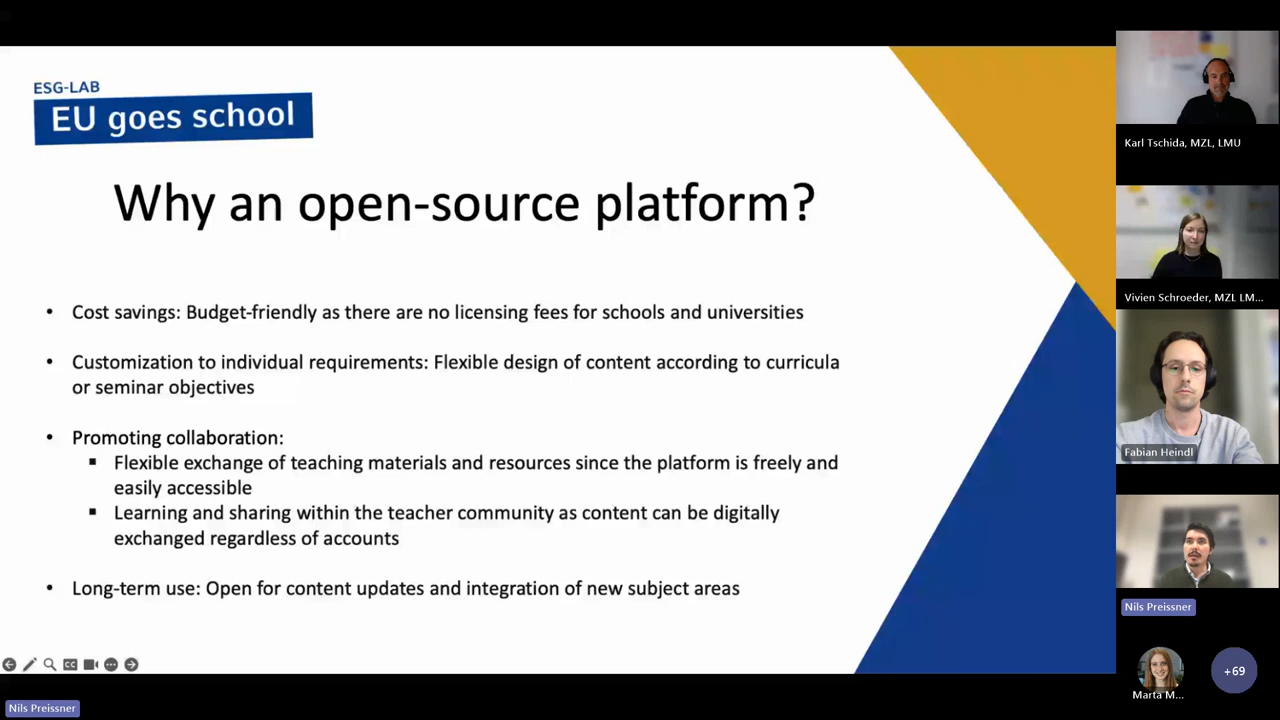 ESG-LAB
EU goes school
Why an open-source platform?
• Cost savings: Budget-friendly as there are no licensing fees for schools and universities
• Customization to individual requirements: Flexible design of content according to curricula
or seminar objectives
• Promoting collaboration:
▪ Flexible exchange of teaching materials and resources since the platform is freely and
easily accessible
▪ Learning and sharing within the teacher community as content can be digitally
exchanged regardless of accounts
• Long-term use: Open for content updates and integration of new subject areas
CC
Nils Preissner
Karl Tschida, MZL, LMU
Vivien Schroeder, MZL LM...
Fabian Heindl
Nils Preissner
Marta M...
+69